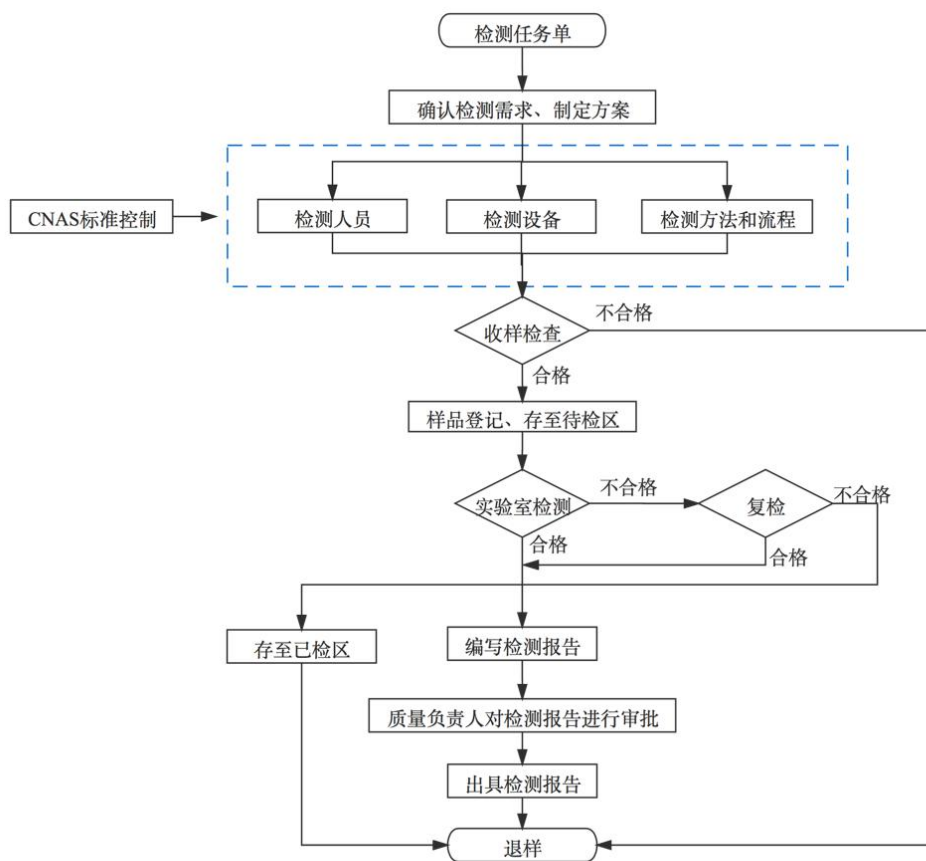 检测任务单
确认检测需求、制定方案
CNAS标准控制
检测人员
检测设备
检测方法和流程
收样检查
不合格
合格
样品登记、存至待检区
实验室检测
不合格
复检
不合格
合格
合格
存至已检区
编写检测报告
质量负责人对检测报告进行审批
出具检测报告
退样